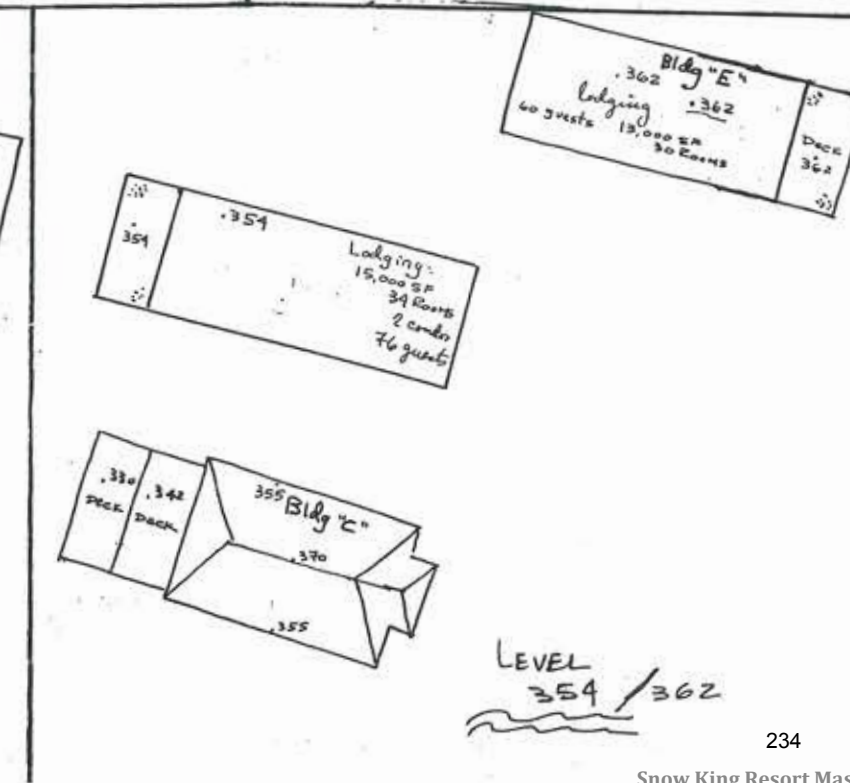 Bldg "E"
.362
lodging .362
60 guests 13,000 SF
30 Rooms
Deck
362
354
.354
Lodging:
15,000 SF
34 Rooms
2 condos
76 guests
.330
Deck
.342
Deck
355
Bldg "C"
.370
.355
LEVEL
354 / 362
234
Snow King Resort Mas